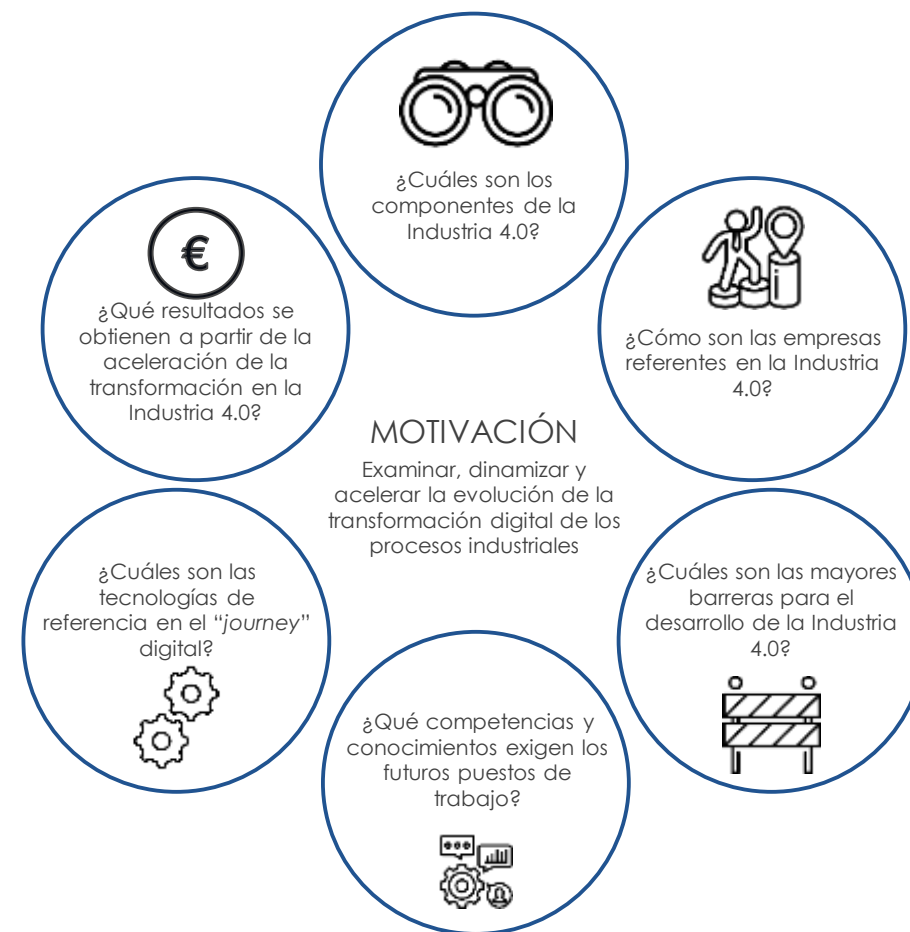 ¿Cuáles son los
componentes de la
Industria 4.0?
€
¿Qué resultados se
obtienen a partir de la
aceleración de la
transformación en la
Industria 4.0?
¿Cómo son las empresas
referentes en la Industria
4.0?
MOTIVACIÓN
Examinar, dinamizar y
acelerar la evolución de la
transformación digital de los
procesos industriales
¿Cuáles son las
tecnologías de
referencia en el “journey”
digital?
¿Cuáles son las mayores
barreras para el
desarrollo de la Industria
4.0?
¿Qué competencias y
conocimientos exigen los
futuros puestos de
trabajo?